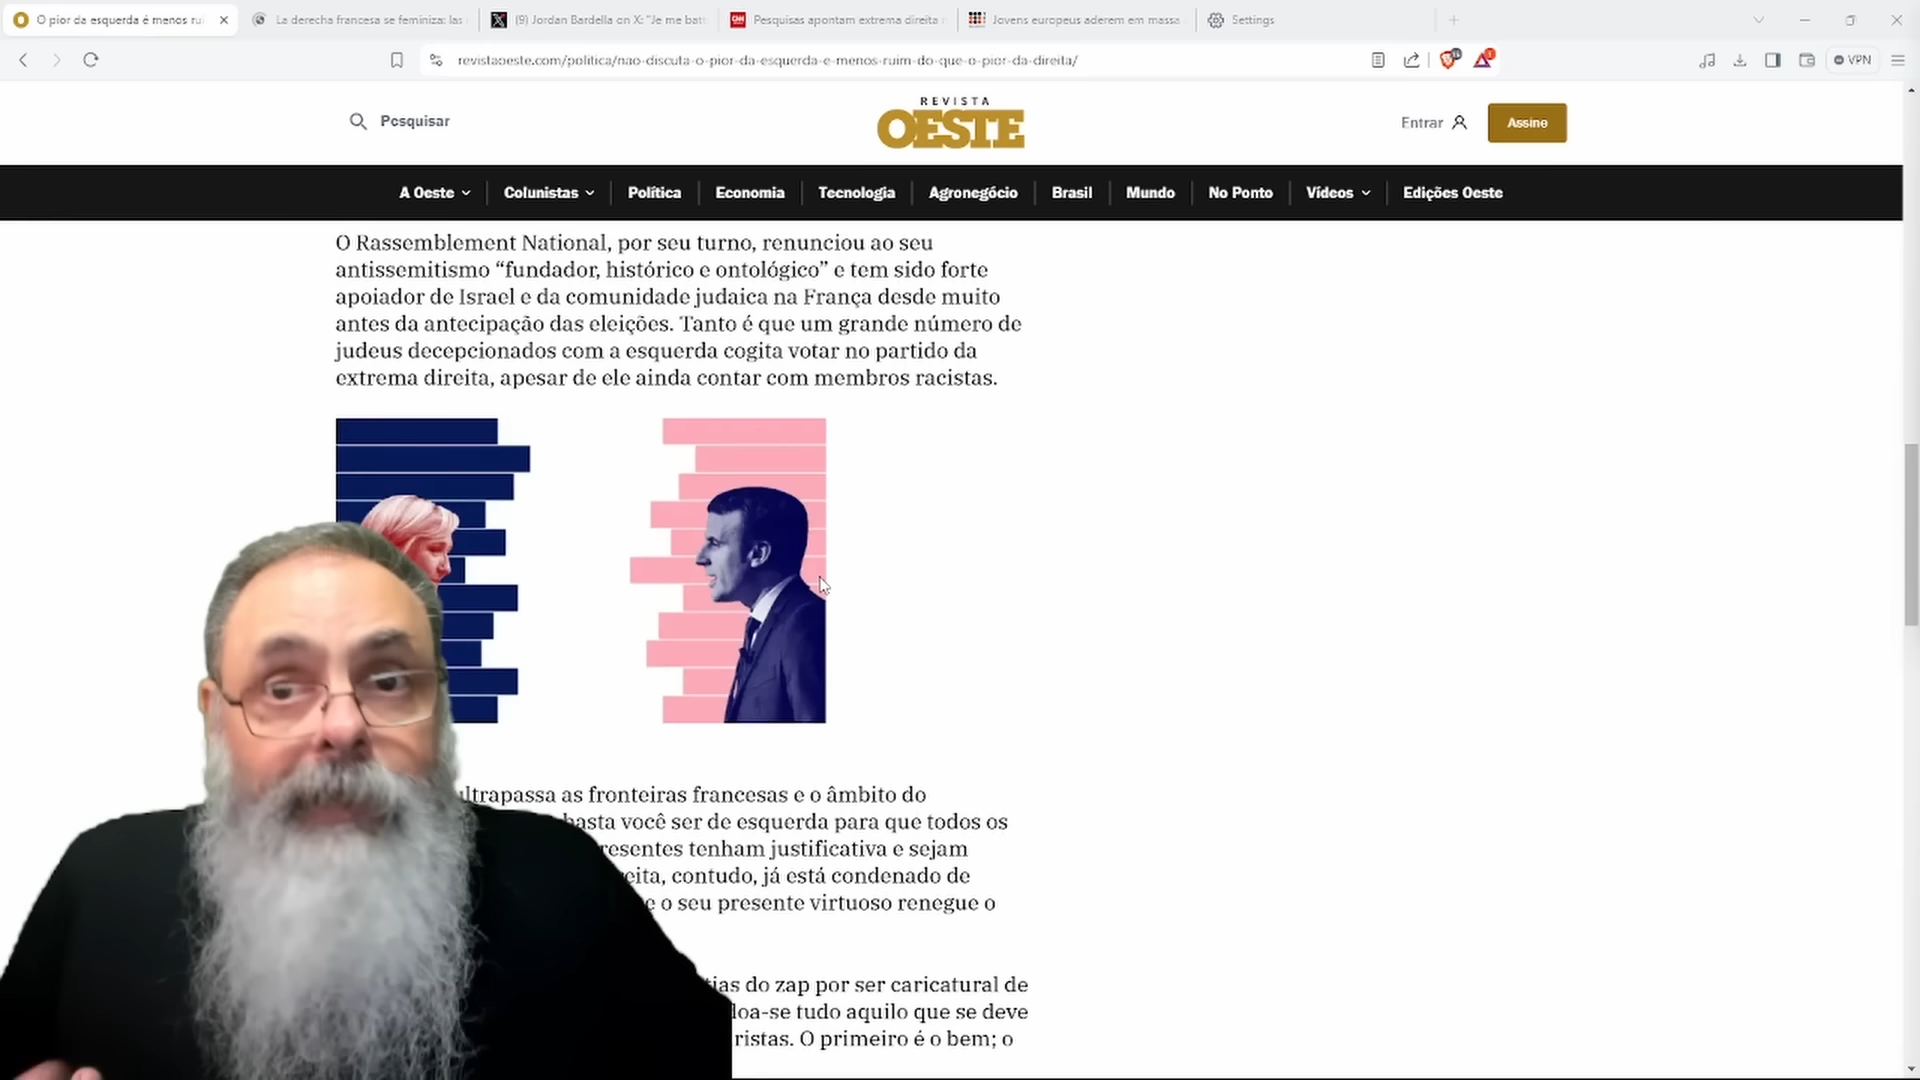 O pior da esquerda é menos rui
La derecha francesa se feminiza: las
(9) Jordan Bardella on X: "Je me batt
Pesquisas apontam extrema direita n
Jovens europeus aderem em massa
Settings
revistaoeste.com/politica/nao-discuta-o-pior-da-esquerda-e-menos-ruim-do-que-o-pior-da-direita/
VPN
Pesquisar
REVISTA
OESTE
Entrar
Assine
A Oeste
Colunistas
Política
Economia
Tecnologia
Agronegócio
Brasil
Mundo
No Ponto
Vídeos
Edições Oeste
O Rassemblement National, por seu turno, renunciou ao seu
antissemitismo “fundador, histórico e ontológico” e tem sido forte
apoiador de Israel e da comunidade judaica na França desde muito
antes da antecipação das eleições. Tanto é que um grande número de
judeus decepcionados com a esquerda cogita votar no partido da
extrema direita, apesar de ele ainda contar com membros racistas.
ultrapassa as fronteiras francesas e o âmbito do
basta você ser de esquerda para que todos os
resentes tenham justificativa e sejam
eita, contudo, já está condenado de
e o seu presente virtuoso renegue o
tias do zap por ser caricatural de
loa-se tudo aquilo que se deve
ristas. O primeiro é o bem; o